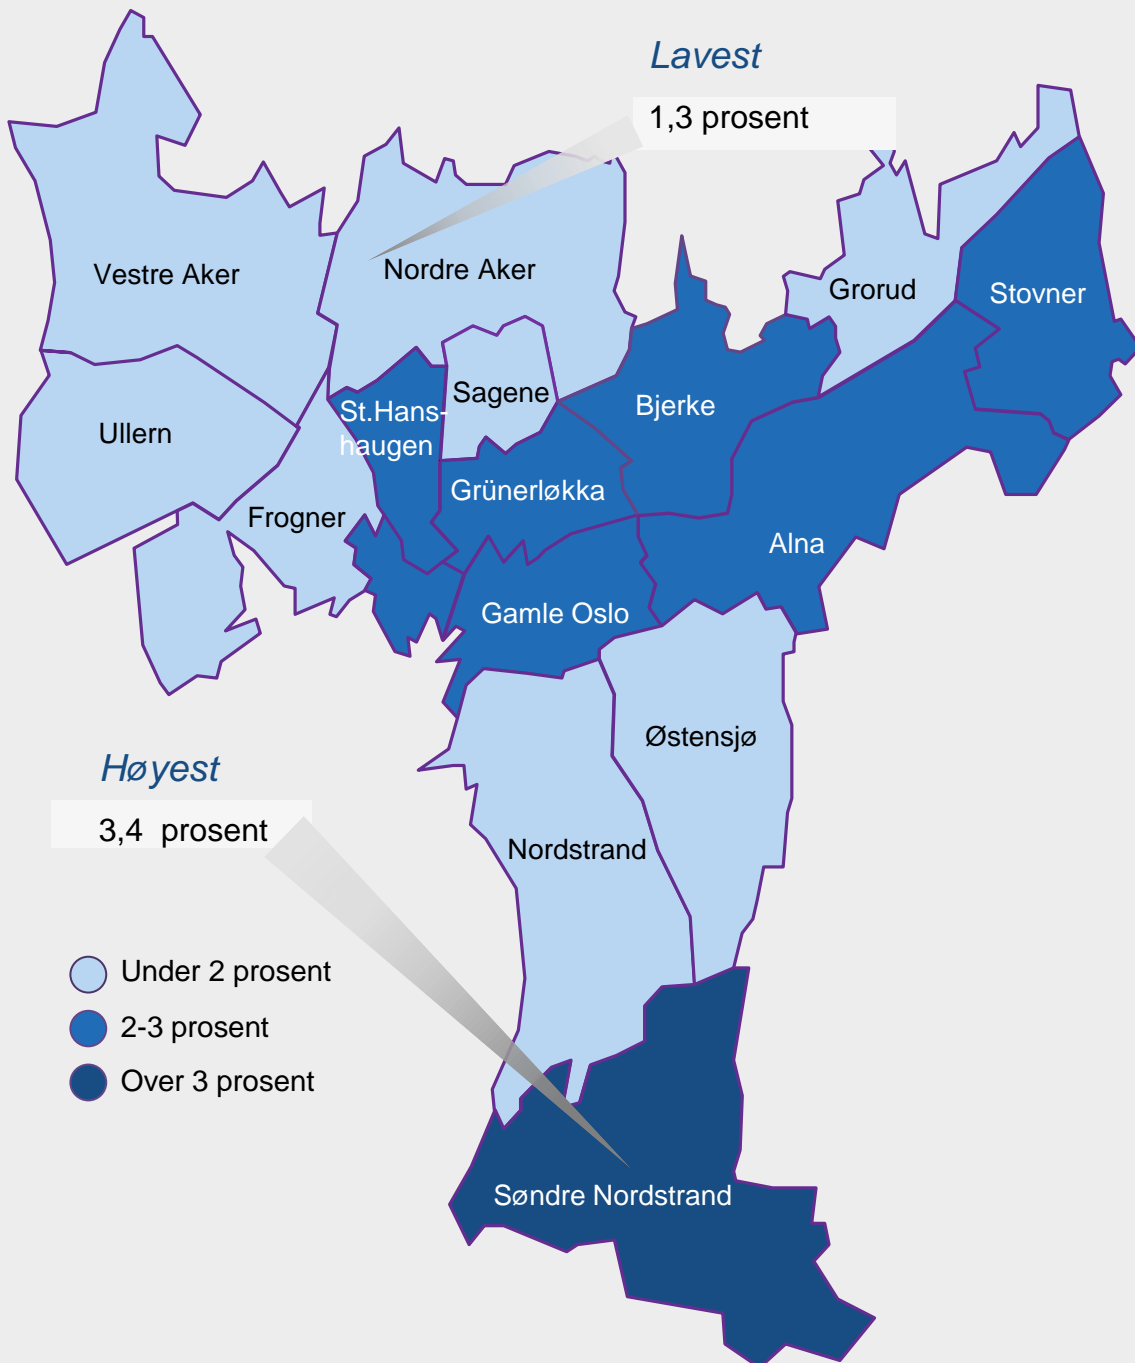 Lavest
1,3 prosent
Vestre Aker
Nordre Aker
Grorud
Stovner
Sagene
St.Hans-
haugen
Bjerke
Ullern
Grünerløkka
Frogner
Alna
Gamle Oslo
Østensjø
Høyest
3,4 prosent
Nordstrand
Under 2 prosent
2-3 prosent
Over 3 prosent
Søndre Nordstrand